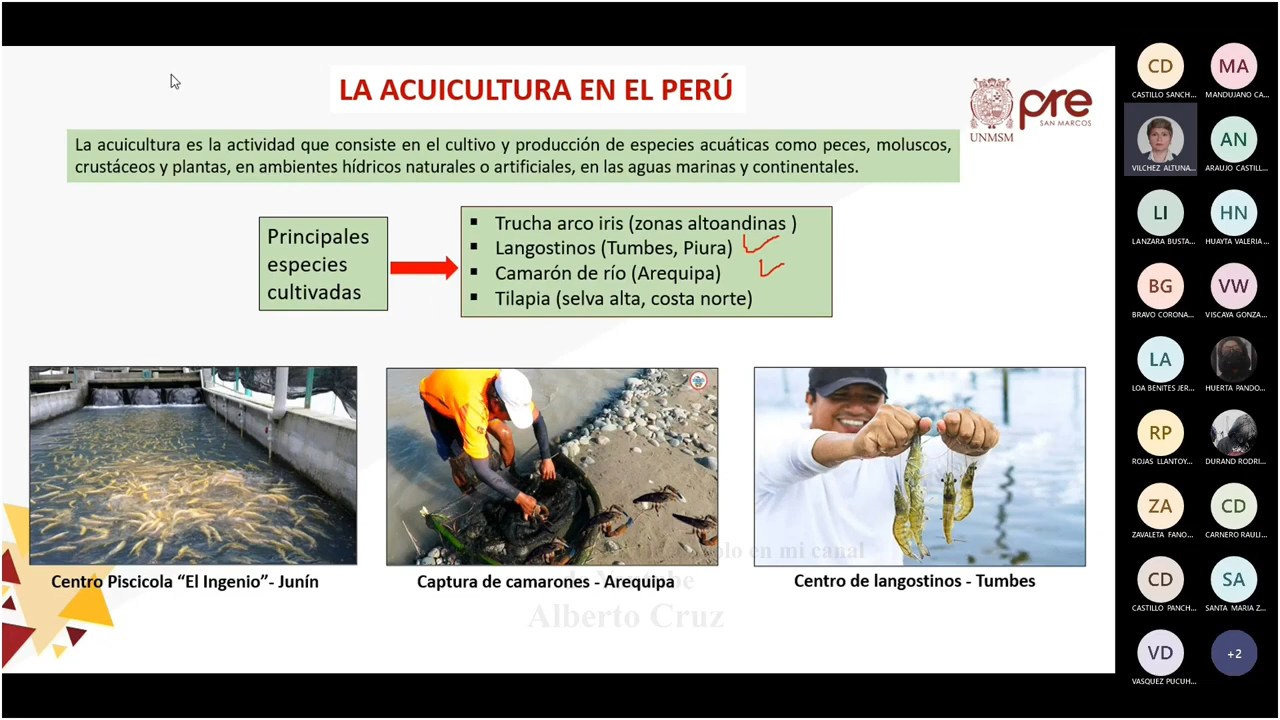 LA ACUICULTURA EN EL PERÚ
UNMSM
pre
SAN MARCOS
La acuicultura es la actividad que consiste en el cultivo y producción de especies acuáticas como peces, moluscos,
crustáceos y plantas, en ambientes hídricos naturales o artificiales, en las aguas marinas y continentales.
Principales
especies
cultivadas
▪ Trucha arco iris (zonas altoandinas )
▪ Langostinos (Tumbes, Piura)
▪ Camarón de río (Arequipa)
▪ Tilapia (selva alta, costa norte)
Centro Piscicola “El Ingenio”- Junín
Captura de camarones - Arequipa
Centro de langostinos - Tumbes
en mi canal
Alberto Cruz
CD
CASTILLO SANCH...
MA
MANDUJANO CA...
VILCHEZ ALTUNA...
AN
ARAUJO CASTILL...
LI
LANZARA BUSTA...
HN
HUAYTA VALERIA ...
BG
BRAVO CORONA...
VW
VISCAYA GONZA...
LA
LOA BENITES JER...
HUERTA PANDO...
RP
ROJAS LLANTOY...
DURAND RODRI...
ZA
ZAVALETA FANO...
CD
CARNERO RAULI...
CD
CASTILLO PANCH...
SA
SANTA MARIA Z...
VD
VASQUEZ PUCUH...
+2